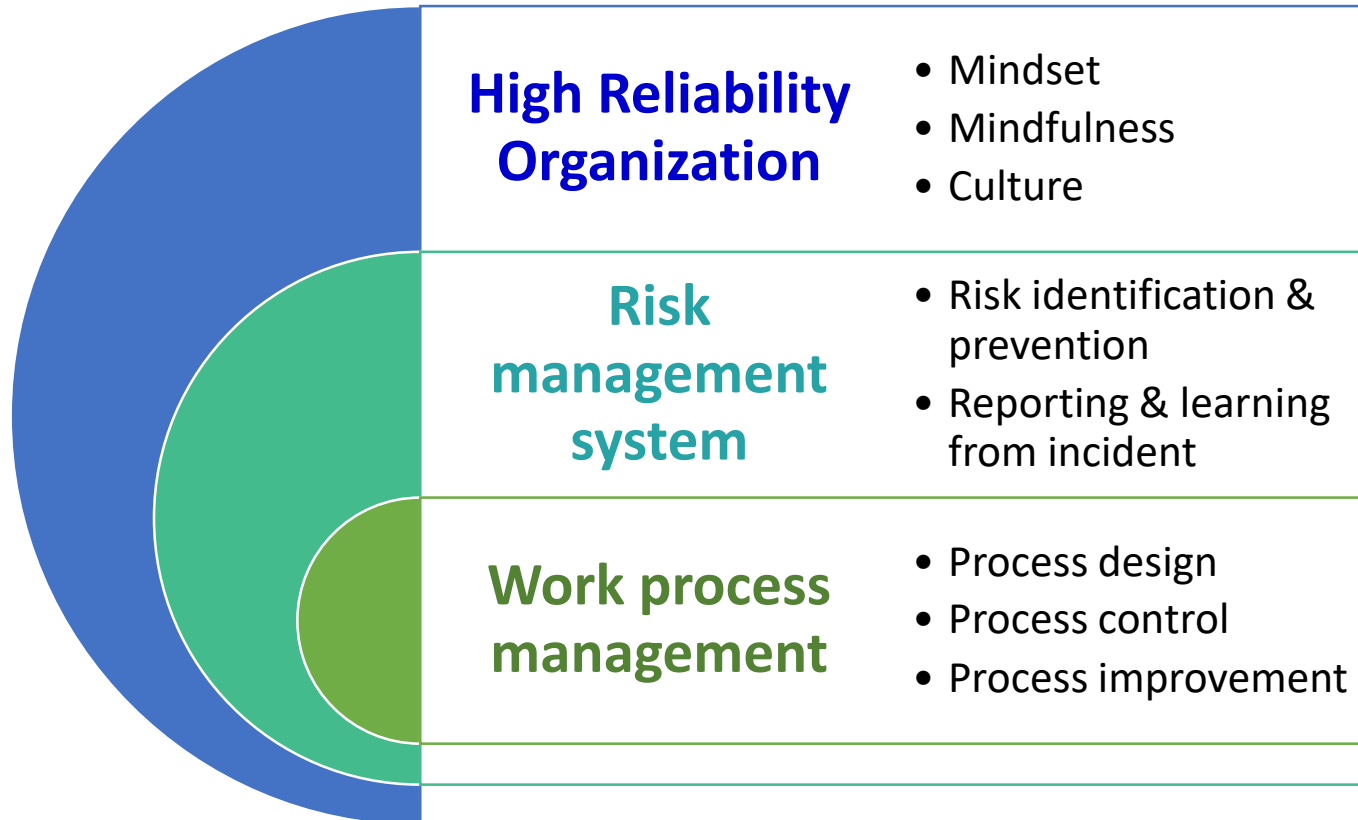 High Reliability
Organization
• Mindset
• Mindfulness
• Culture
Risk
management
system
• Risk identification &
prevention
• Reporting & learning
from incident
Work process
management
• Process design
• Process control
• Process improvement